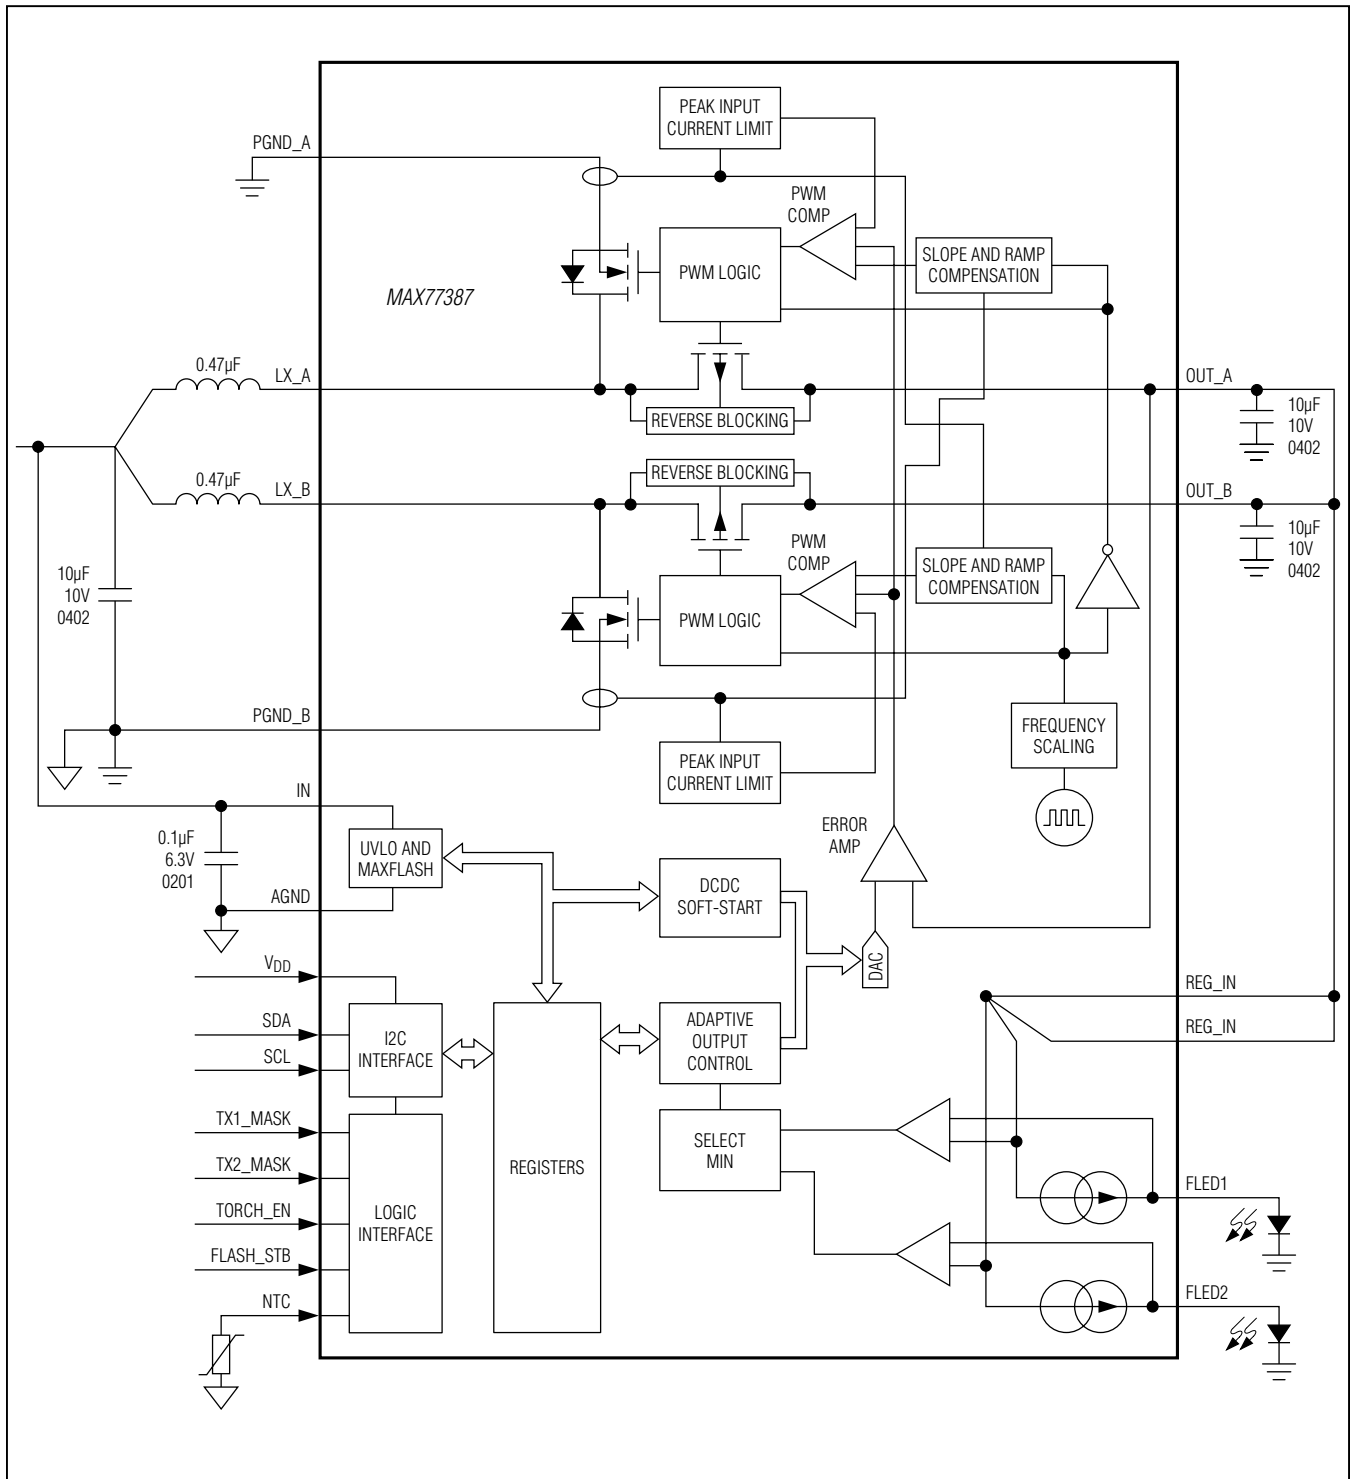 PEAK INPUT
CURRENT LIMIT
PGND_A
PWM
COMP
PWM LOGIC
SLOPE AND RAMP
COMPENSATION
MAX77387
0.47µF
LX_A
OUT_A
REVERSE BLOCKING
10µF
10V
0402
REVERSE BLOCKING
0.47µF
LX_B
OUT_B
10µF
10V
0402
PWM
COMP
SLOPE AND RAMP
COMPENSATION
10µF
10V
0402
PWM LOGIC
PGND_B
FREQUENCY
SCALING
PEAK INPUT
CURRENT LIMIT
IN
0.1µF
6.3V
0201
UVLO AND
MAXFLASH
ERROR
AMP
AGND
DCDC
SOFT-START
DAC
VDD
REG_IN
SDA
SCL
I2C
INTERFACE
ADAPTIVE
OUTPUT
CONTROL
REG_IN
TX1_MASK
TX2_MASK
TORCH_EN
FLASH_STB
NTC
LOGIC
INTERFACE
REGISTERS
SELECT
MIN
FLED1
FLED2